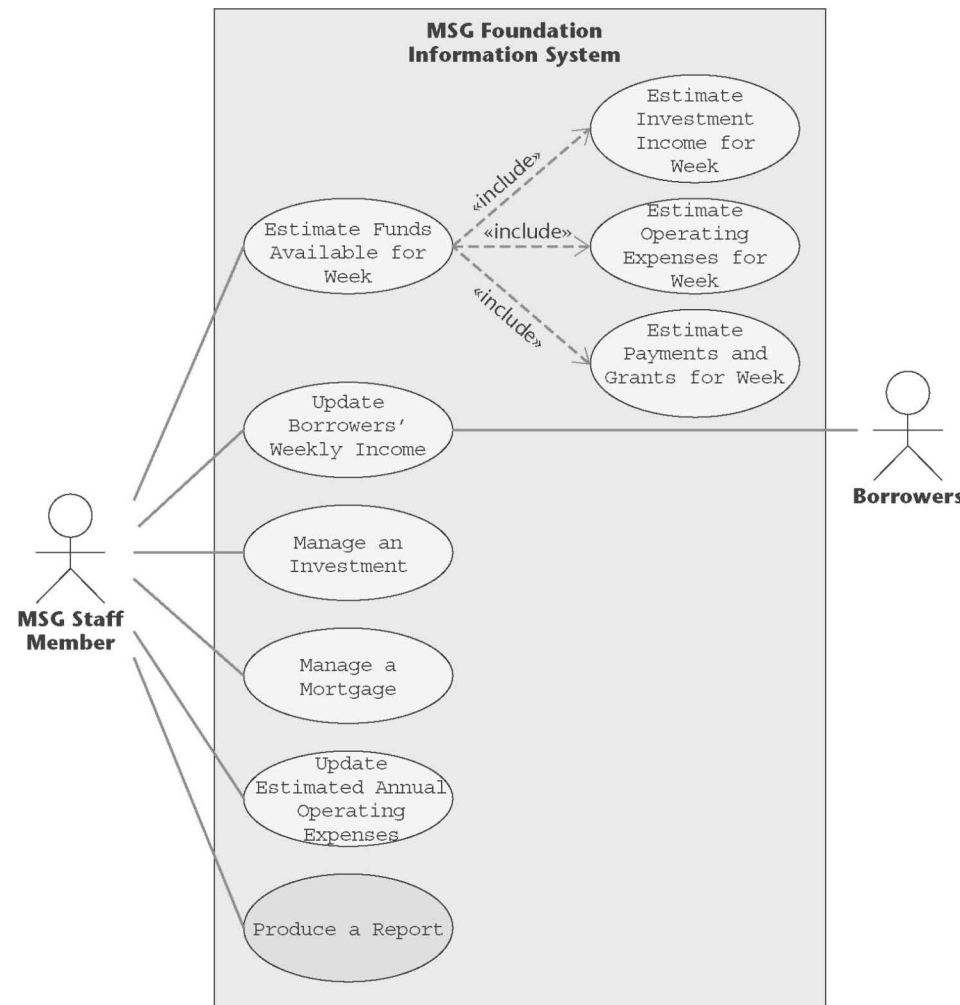 MSG Foundation
Information System
Estimate
Investment
Income for
Week
«include»
Estimate Funds
Available for
Week
«include»
Estimate
Operating
Expenses for
Week
«include»
Estimate
Payments and
Grants for Week
Update
Borrowers’
Weekly Income
Borrowers
Manage an
Investment
MSG Staff
Member
Manage a
Mortgage
Update
Estimated Annual
Operating
Expenses
Produce a Report